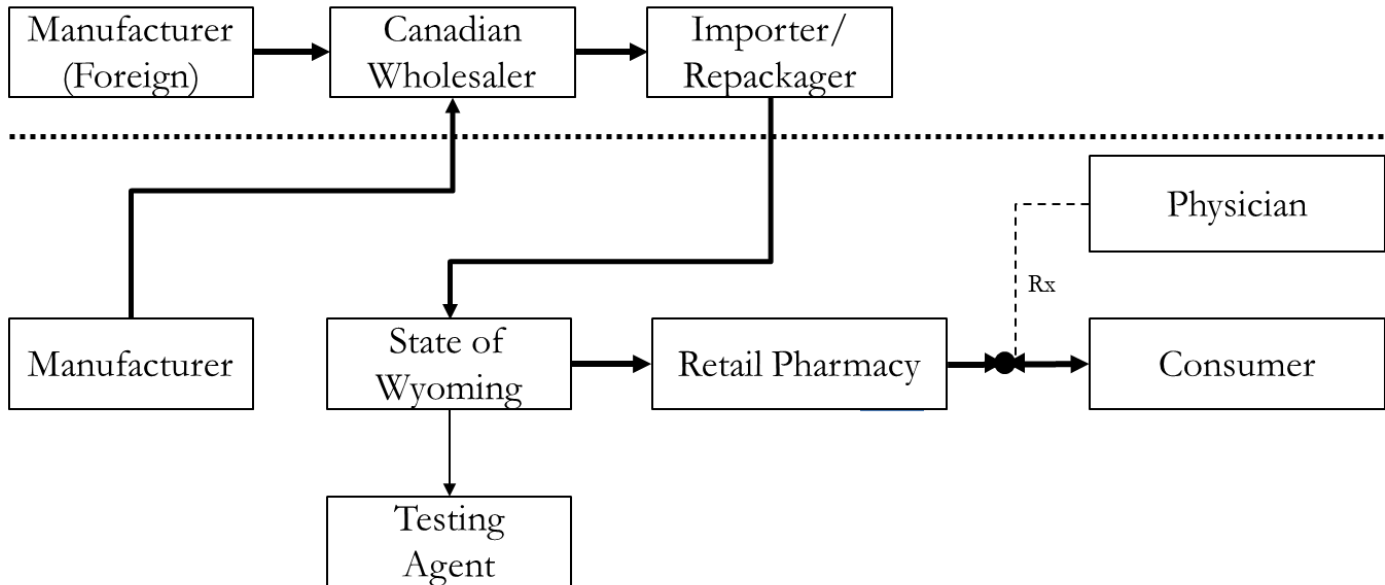 Manufacturer
(Foreign)
Canadian
Wholesaler
Importer/
Repackager
Physician
Rx
Manufacturer
State of
Wyoming
Retail Pharmacy
Consumer
Testing
Agent